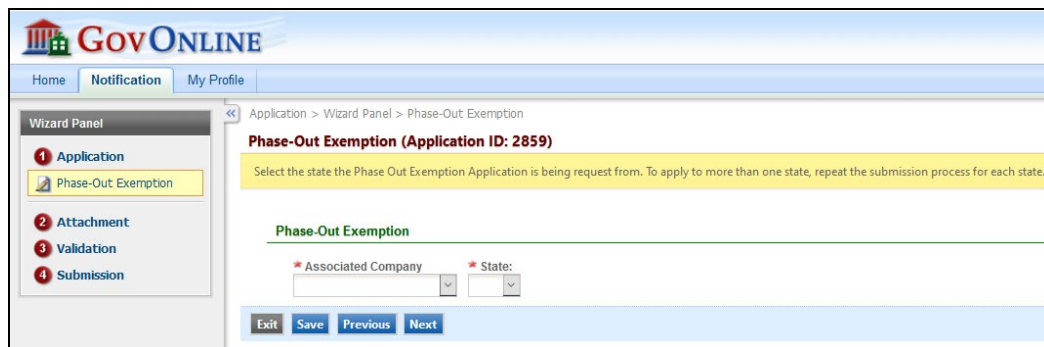 GOVONLINE
Home Notification My Profile
Wizard Panel
1 Application
Phase-Out Exemption
2 Attachment
3 Validation
4 Submission
Application > Wizard Panel > Phase-Out Exemption
Phase-Out Exemption (Application ID: 2859)
Select the state the Phase Out Exemption Application is being request from. To apply to more than one state, repeat the submission process for each state.
Phase-Out Exemption
* Associated Company * State:
Exit Save Previous Next